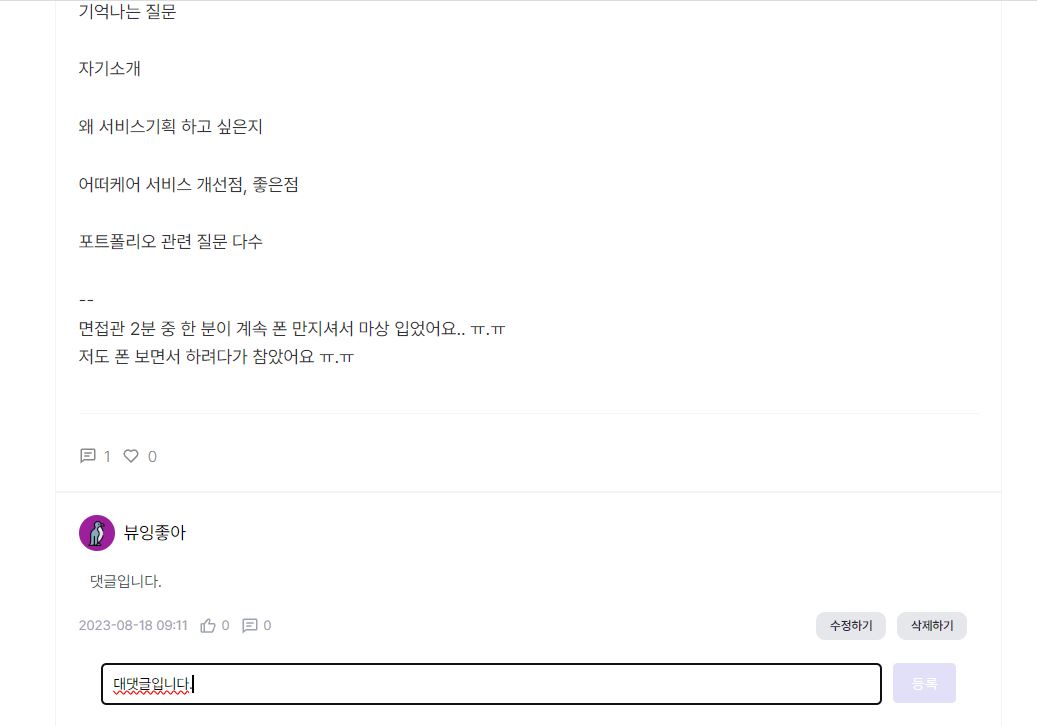 기억나는 질문
자기소개
왜 서비스기획 하고 싶은지
어떠케어 서비스 개선점, 좋은점
포트폴리오 관련 질문 다수
--
면접관 2분 중 한 분이 계속 폰 만지셔서 마상 입었어요.. ㅠ.ㅠ
저도 폰 보면서 하려다가 참았어요 ㅠ.ㅠ
1 0
뷰잉좋아
댓글입니다.
2023-08-18 09:11 0 0 수정하기 삭제하기
대댓글입니다. 등록